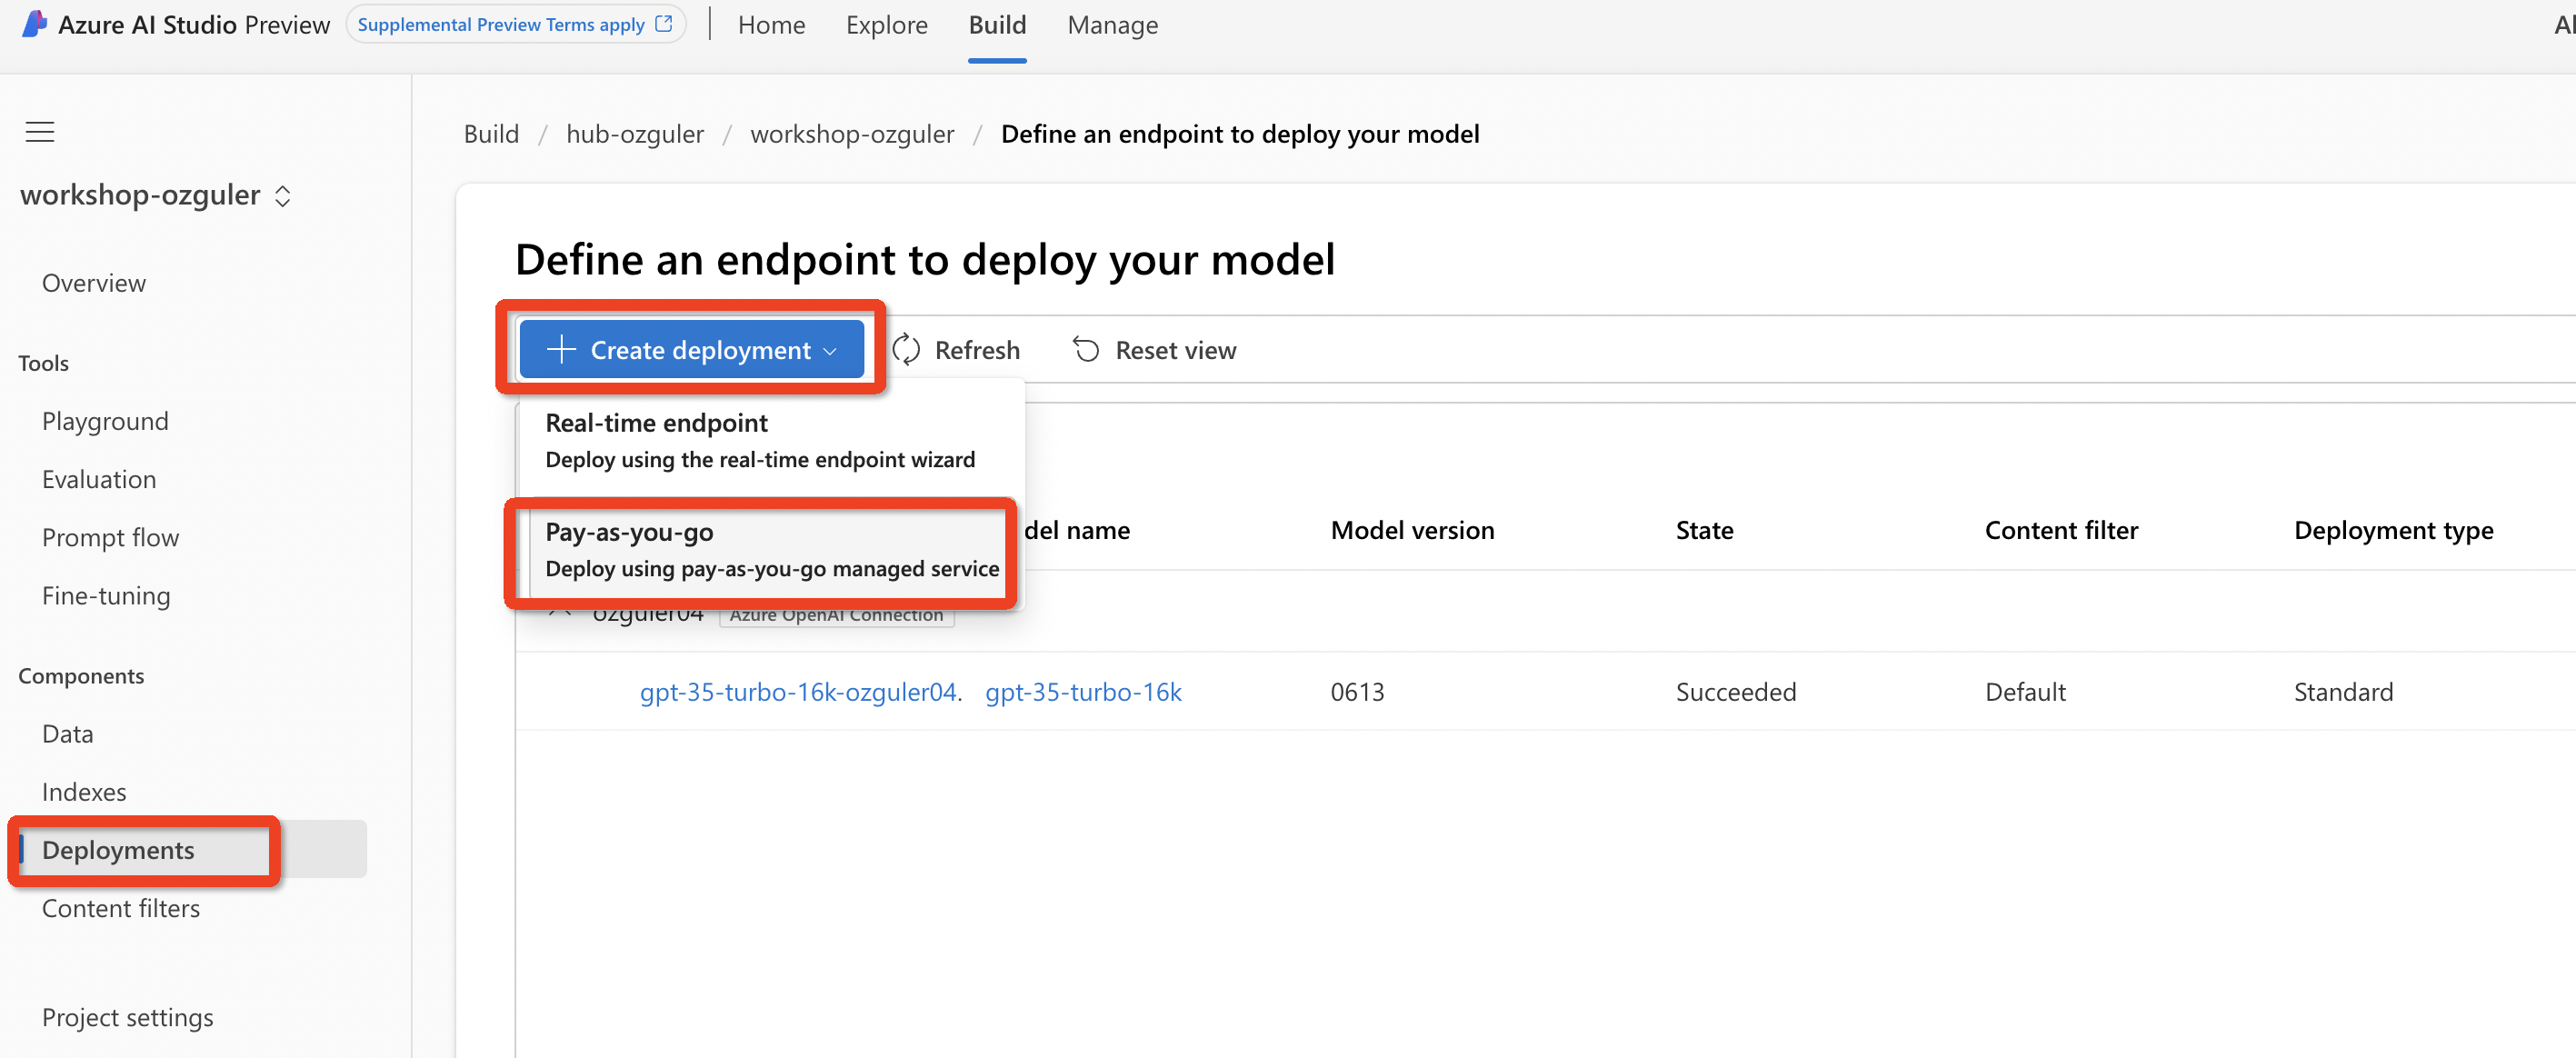 Azure AI Studio Preview Supplemental Preview Terms apply Home Explore Build Manage
Build / hub-ozguler / workshop-ozguler / Define an endpoint to deploy your model
workshop-ozguler
Overview
Tools
Playground
Evaluation
Prompt flow
Fine-tuning
Components
Data
Indexes
Deployments
Content filters
Project settings
Define an endpoint to deploy your model
Create deployment Refresh Reset view
Real-time endpoint
Deploy using the real-time endpoint wizard
Pay-as-you-go
Deploy using pay-as-you-go managed service
del name Model version State Content filter Deployment type
ozguler04 Azure OpenAI Connection
gpt-35-turbo-16k-ozguler04. gpt-35-turbo-16k 0613 Succeeded Default Standard